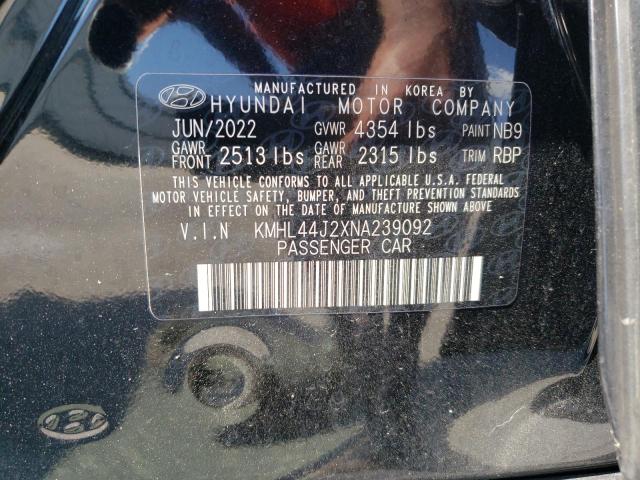 MANUFACTURED IN KOREA BY
HYUNDAI MOTOR COMPANY
JUN/2022 GVWR 4354 lbs PAINT NB9
GAWR FRONT 2513 lbs GAWR REAR 2315 lbs TRIM RBP
THIS VEHICLE CONFORMS TO ALL APPLICABLE U.S.A. FEDERAL
MOTOR VEHICLE SAFETY, BUMPER, AND THEFT PREVENTION STANDARDS
IN EFFECT ON THE DATE OF MANUFACTURE SHOWN ABOVE
V.I.N KMHL44J2XNA239092
PASSENGER CAR